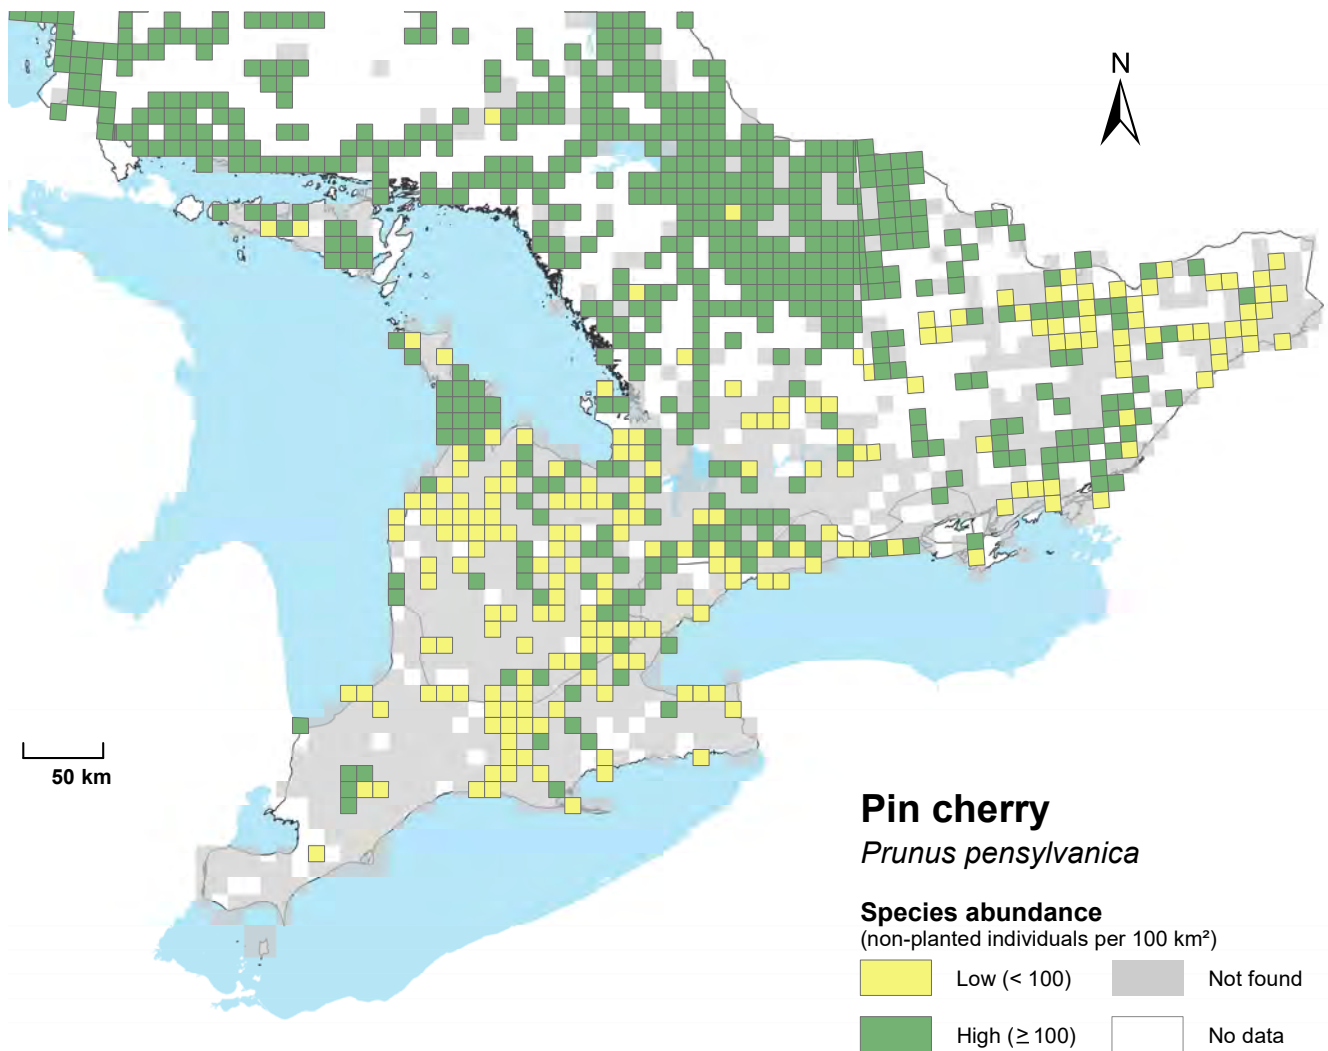 N
50 km
Pin cherry
Prunus pensylvanica
Species abundance
(non-planted individuals per 100 km²)
Low (< 100)
Not found
High (≥ 100)
No data